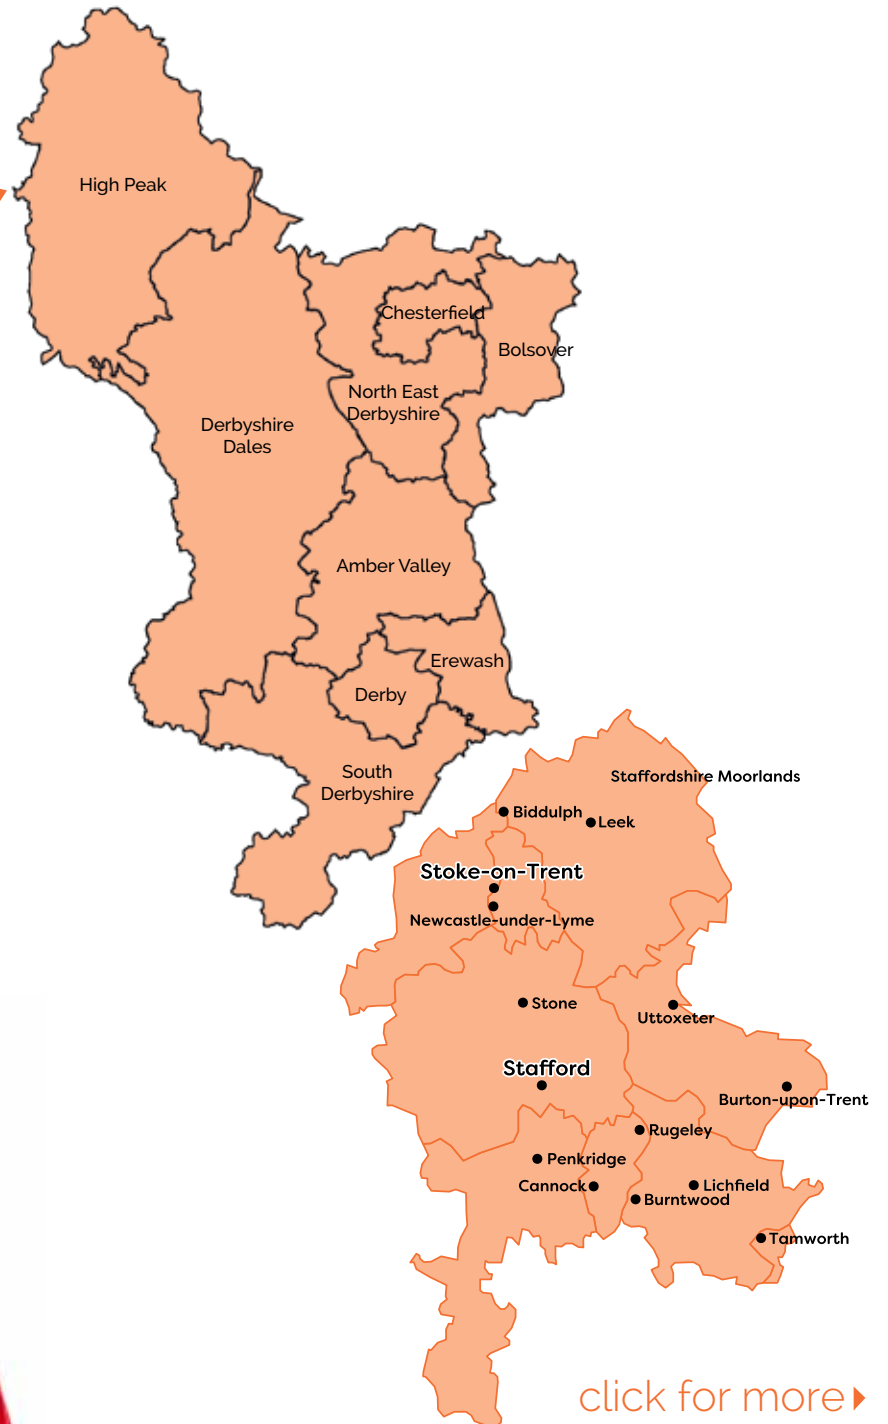 High Peak
Chesterfield
Bolsover
North East
Derbyshire
Derbyshire
Dales
Amber Valley
Erewash
Derby
South
Derbyshire
Staffordshire Moorlands
Biddulph
Leek
Stoke-on-Trent
Newcastle-under-Lyme
Stone
Uttoxeter
Stafford
Burton-upon-Trent
Rugeley
Penkridge
Cannock
Lichfield
Burntwood
Tamworth
click for more